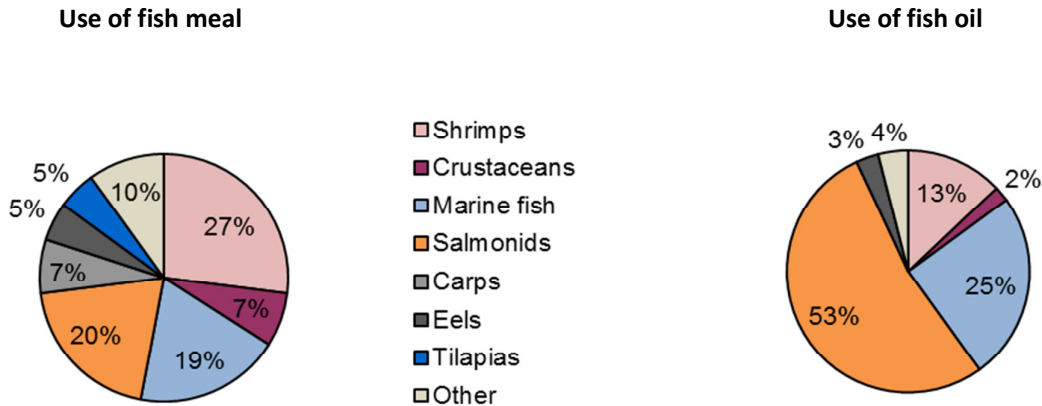 Use of fish meal
Use of fish oil
27%
7%
19%
20%
7%
5%
5%
10%
Shrimps
Crustaceans
Marine fish
Salmonids
Carps
Eels
Tilapias
Other
13%
2%
25%
53%
3%
4%